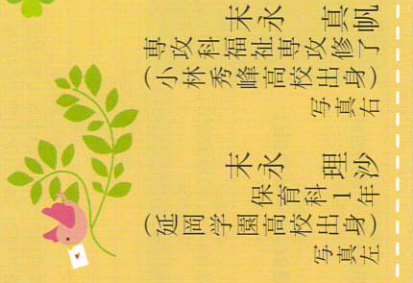 末永 真帆
専攻科福祉専攻修了
（小林秀峰高校出身）
写真右
末永 理沙
保育科1年
（延岡学園高校出身）
写真左